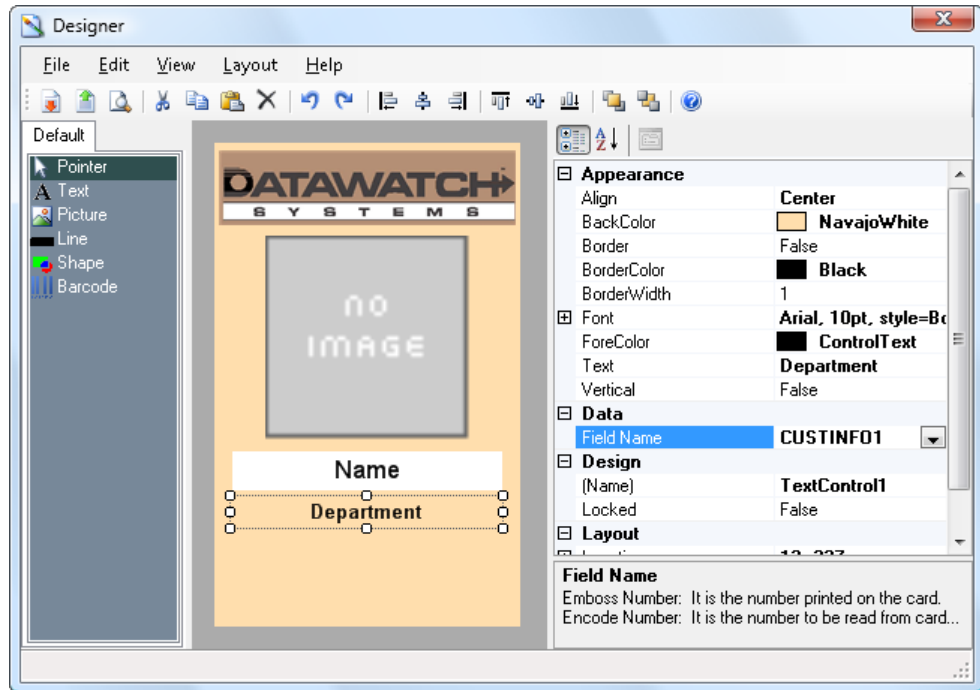 Designer
File Edit View Layout Help
Default
Pointer
Text
Picture
Line
Shape
Barcode
DATAWATCH
SYSTEMS
no
IMAGE
Name
Department
Appearance
Align Center
BackColor NavajoWhite
Border False
BorderColor Black
BorderWidth 1
Font Arial, 10pt, style=Bo
ForeColor ControlText
Text Department
Vertical False
Data
Field Name CUSTINFO1
Design
(Name) TextControl1
Locked False
Layout
Field Name
Emboss Number: It is the number printed on the card.
Encode Number: It is the number to be read from card...